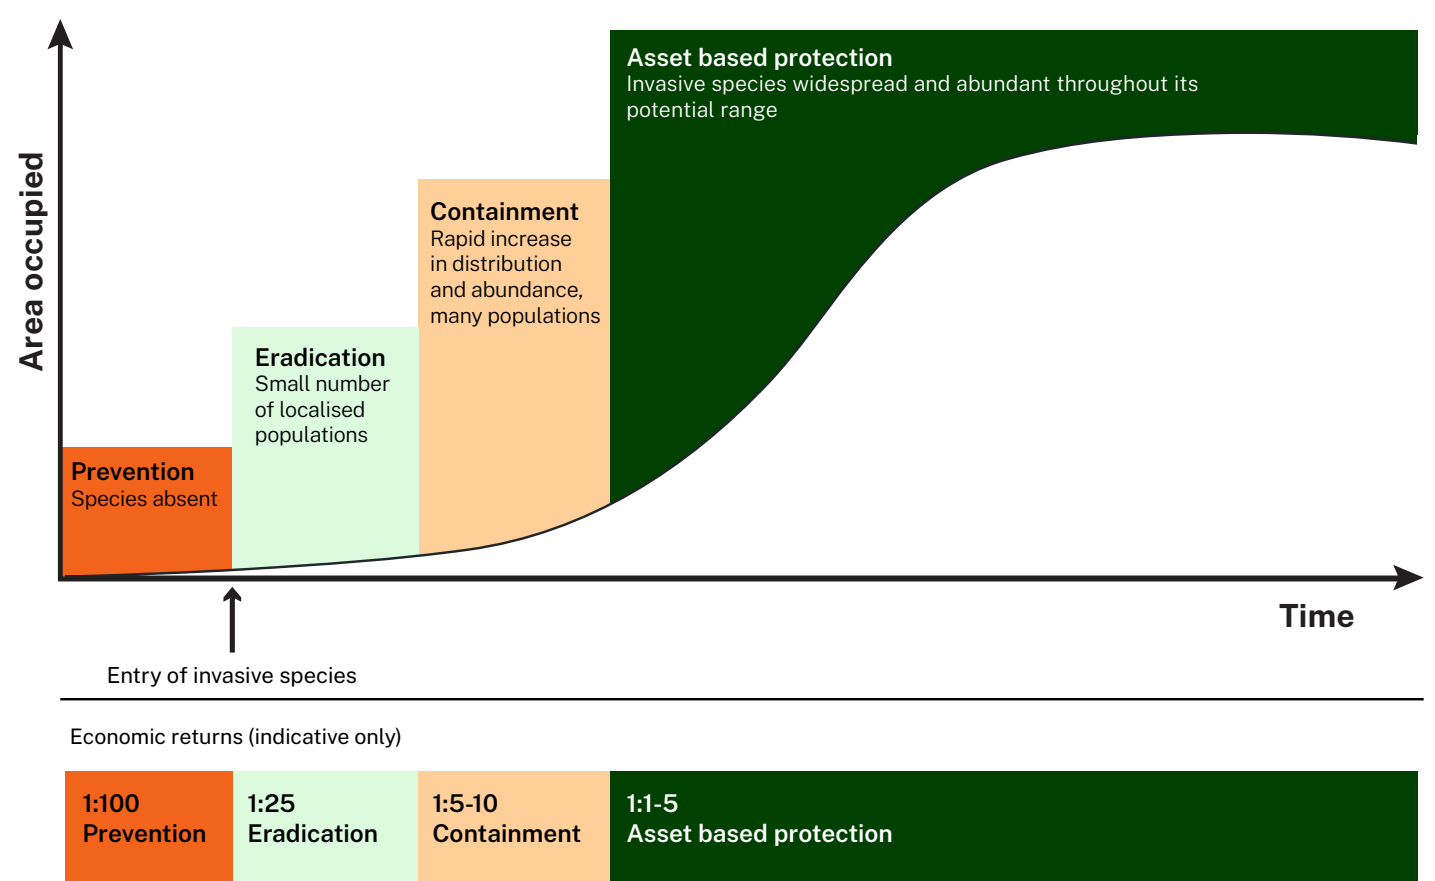 Asset based protection
Invasive species widespread and abundant throughout its
potential range
Containment
Rapid increase
in distribution
and abundance,
many populations
Eradication
Small number
of localised
populations
Prevention
Species absent
Area occupied
Time
Entry of invasive species
Economic returns (indicative only)
1:100
Prevention
1:25
Eradication
1:5-10
Containment
1:1-5
Asset based protection